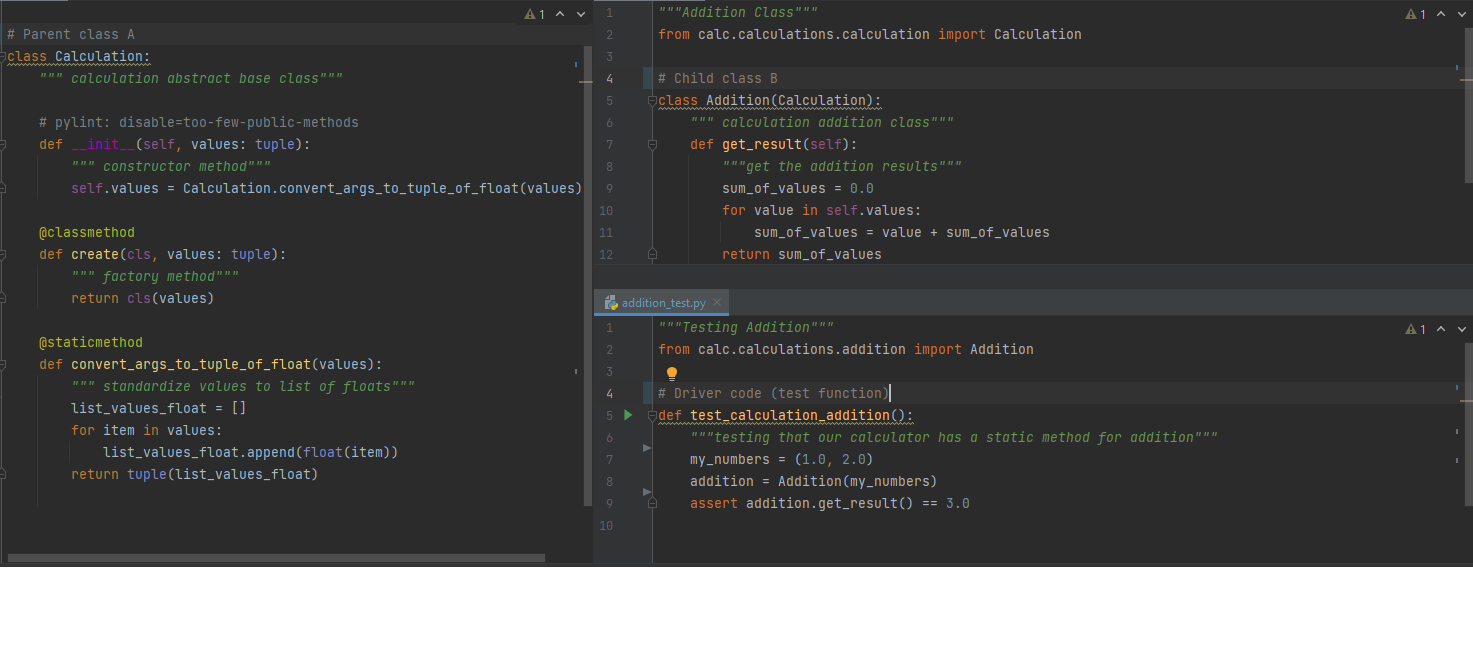 1
# Parent class A
class Calculation:
    """ calculation abstract base class"""

    # pylint: disable=too-few-public-methods
    def __init__(self, values: tuple):
        """ constructor method"""
        self.values = Calculation.convert_args_to_tuple_of_float(values)

    @classmethod
    def create(cls, values: tuple):
        """ factory method"""
        return cls(values)

    @staticmethod
    def convert_args_to_tuple_of_float(values):
        """ standardize values to list of floats"""
        list_values_float = []
        for item in values:
            list_values_float.append(float(item))
        return tuple(list_values_float)
1 """Addition Class""" 1
2 from calc.calculations.calculation import Calculation
3
4 # Child class B
5 class Addition(Calculation):
6     """ calculation addition class"""
7     def get_result(self):
8         """get the addition results"""
9         sum_of_values = 0.0
10         for value in self.values:
11             sum_of_values = value + sum_of_values
12         return sum_of_values
addition_test.py
1 """Testing Addition""" 1
2 from calc.calculations.addition import Addition
3
4 # Driver code (test function)
5 def test_calculation_addition():
6     """testing that our calculator has a static method for addition"""
7     my_numbers = (1.0, 2.0)
8     addition = Addition(my_numbers)
9     assert addition.get_result() == 3.0
10